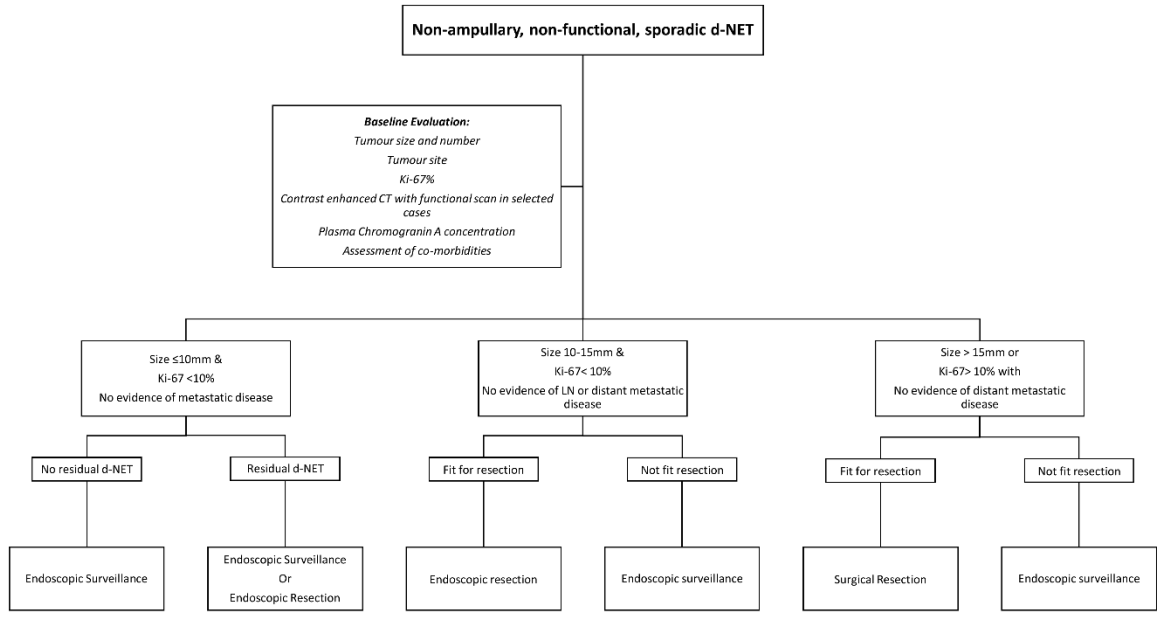 Non-ampullary, non-functional, sporadic d-NET
Baseline Evaluation:
Tumour size and number
Tumour site
Ki-67%
Contrast enhanced CT with functional scan in selected
cases
Plasma Chromogranin A concentration
Assessment of co-morbidities
Size ≤10mm &
Ki-67 <10%
No evidence of metastatic disease
Size 10-15mm &
Ki-67< 10%
No evidence of LN or distant metastatic
disease
Size > 15mm or
Ki-67> 10% with
No evidence of distant metastatic
disease
No residual d-NET
Residual d-NET
Fit for resection
Not fit resection
Fit for resection
Not fit resection
Endoscopic Surveillance
Endoscopic Surveillance
Or
Endoscopic Resection
Endoscopic resection
Endoscopic surveillance
Surgical Resection
Endoscopic surveillance